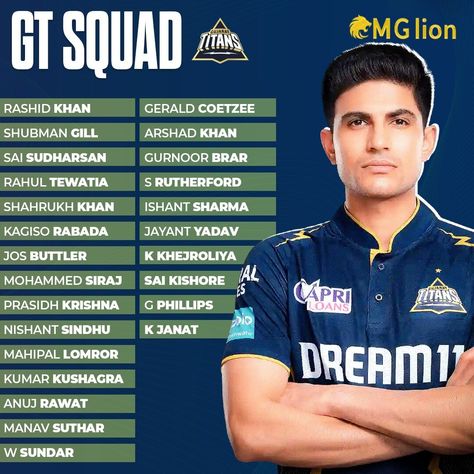 GT SQUAD
TITANS
MG lion
RASHID KHAN
SHUBMAN GILL
SAI SUDHARSAN
RAHUL TEWATIA
SHAHRUKH KHAN
KAGISO RABADA
JOS BUTTLER
MOHAMMED SIRAJ
PRASIDH KRISHNA
NISHANT SINDHU
MAHIPAL LOMROR
KUMAR KUSHAGRA
ANUJ RAWAT
MANAV SUTHAR
W SUNDAR
GERALD COETZEE
ARSHAD KHAN
GURNOOR BRAR
S RUTHERFORD
ISHANT SHARMA
JAYANT YADAV
K KHEJROLIYA
SAI KISHORE
G PHILLIPS
K JANAT
CAPRI
LOANS
TITANS
DREAM11